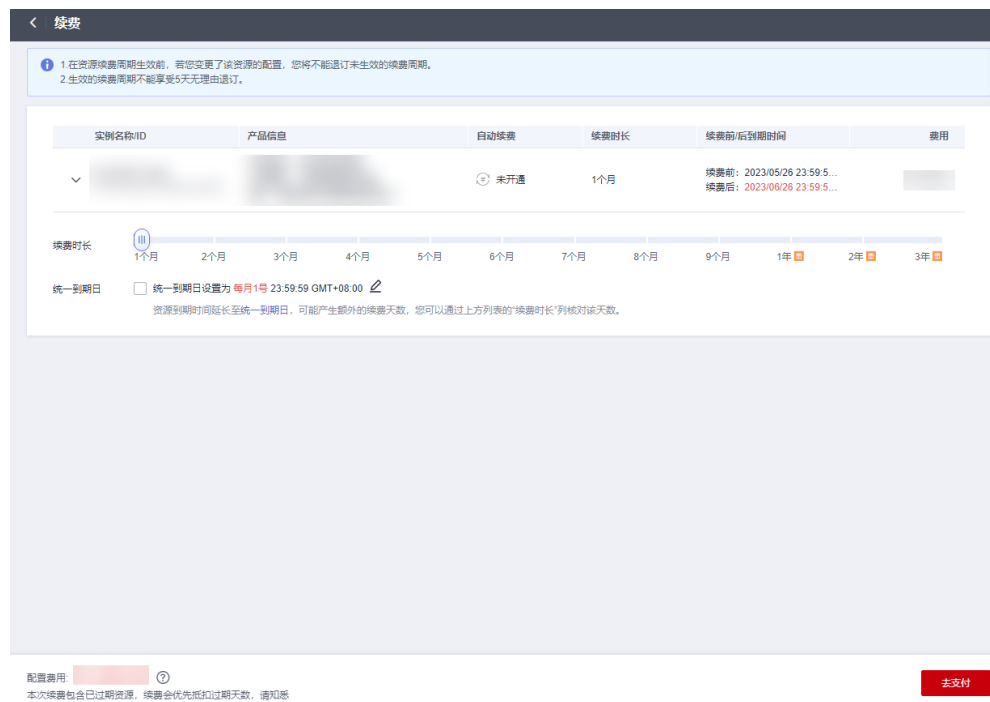 续费
1.在资源续费周期生效前，若您变更了该资源的配置，您将不能退订未生效的续费周期。
2.生效的续费周期不能享受5天无理由退订。
实例名称/ID 产品信息 自动续费 续费时长 续费前/后到期时间 费用
未开通 1个月 续费前：2023/05/26 23:59:5...
续费后：2023/06/26 23:59:5...
续费时长
1个月 2个月 3个月 4个月 5个月 6个月 7个月 8个月 9个月 1年 2年 3年
统一到期日 统一到期日设置为 每月1号 23:59:59 GMT+08:00
资源到期时间延长至统一到期日，可能产生额外的续费天数，您可以通过上方列表的“续费时长”列核对该天数。
配置费用:
本次续费包含已过期资源，续费会优先抵扣过期天数，请知悉
去支付